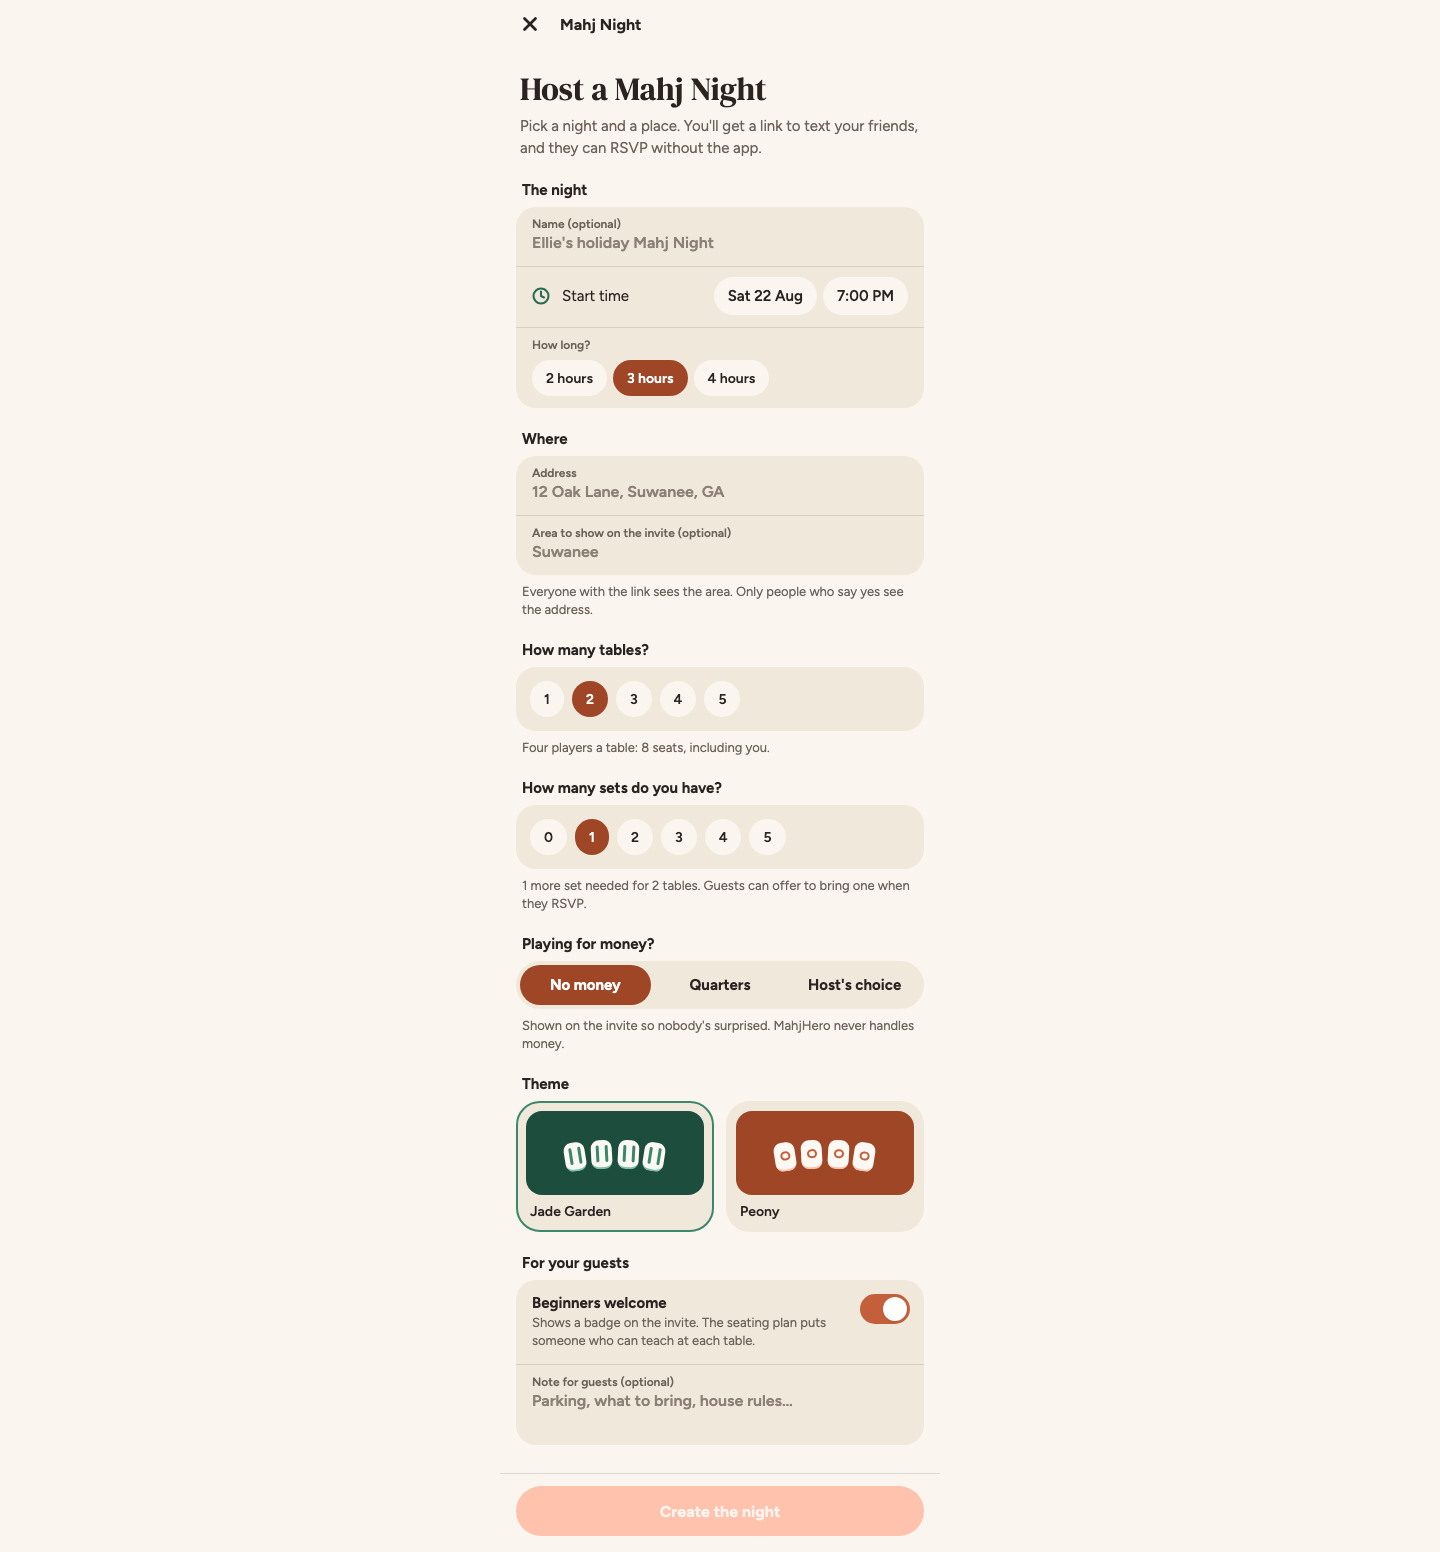 Mahj Night
Host a Mahj Night
Pick a night and a place. You'll get a link to text your friends,
and they can RSVP without the app.
The night
Name (optional)
Ellie's holiday Mahj Night
Start time
Sat 22 Aug
7:00 PM
How long?
2 hours
3 hours
4 hours
Where
Address
12 Oak Lane, Suwanee, GA
Area to show on the invite (optional)
Suwanee
Everyone with the link sees the area. Only people who say yes see
the address.
How many tables?
1 2 3 4 5
Four players a table: 8 seats, including you.
How many sets do you have?
0 1 2 3 4 5
1 more set needed for 2 tables. Guests can offer to bring one when
they RSVP.
Playing for money?
No money
Quarters
Host's choice
Shown on the invite so nobody's surprised. MahjHero never handles
money.
Theme
Jade Garden
Peony
For your guests
Beginners welcome
Shows a badge on the invite. The seating plan puts
someone who can teach at each table.
Note for guests (optional)
Parking, what to bring, house rules...
Create the night